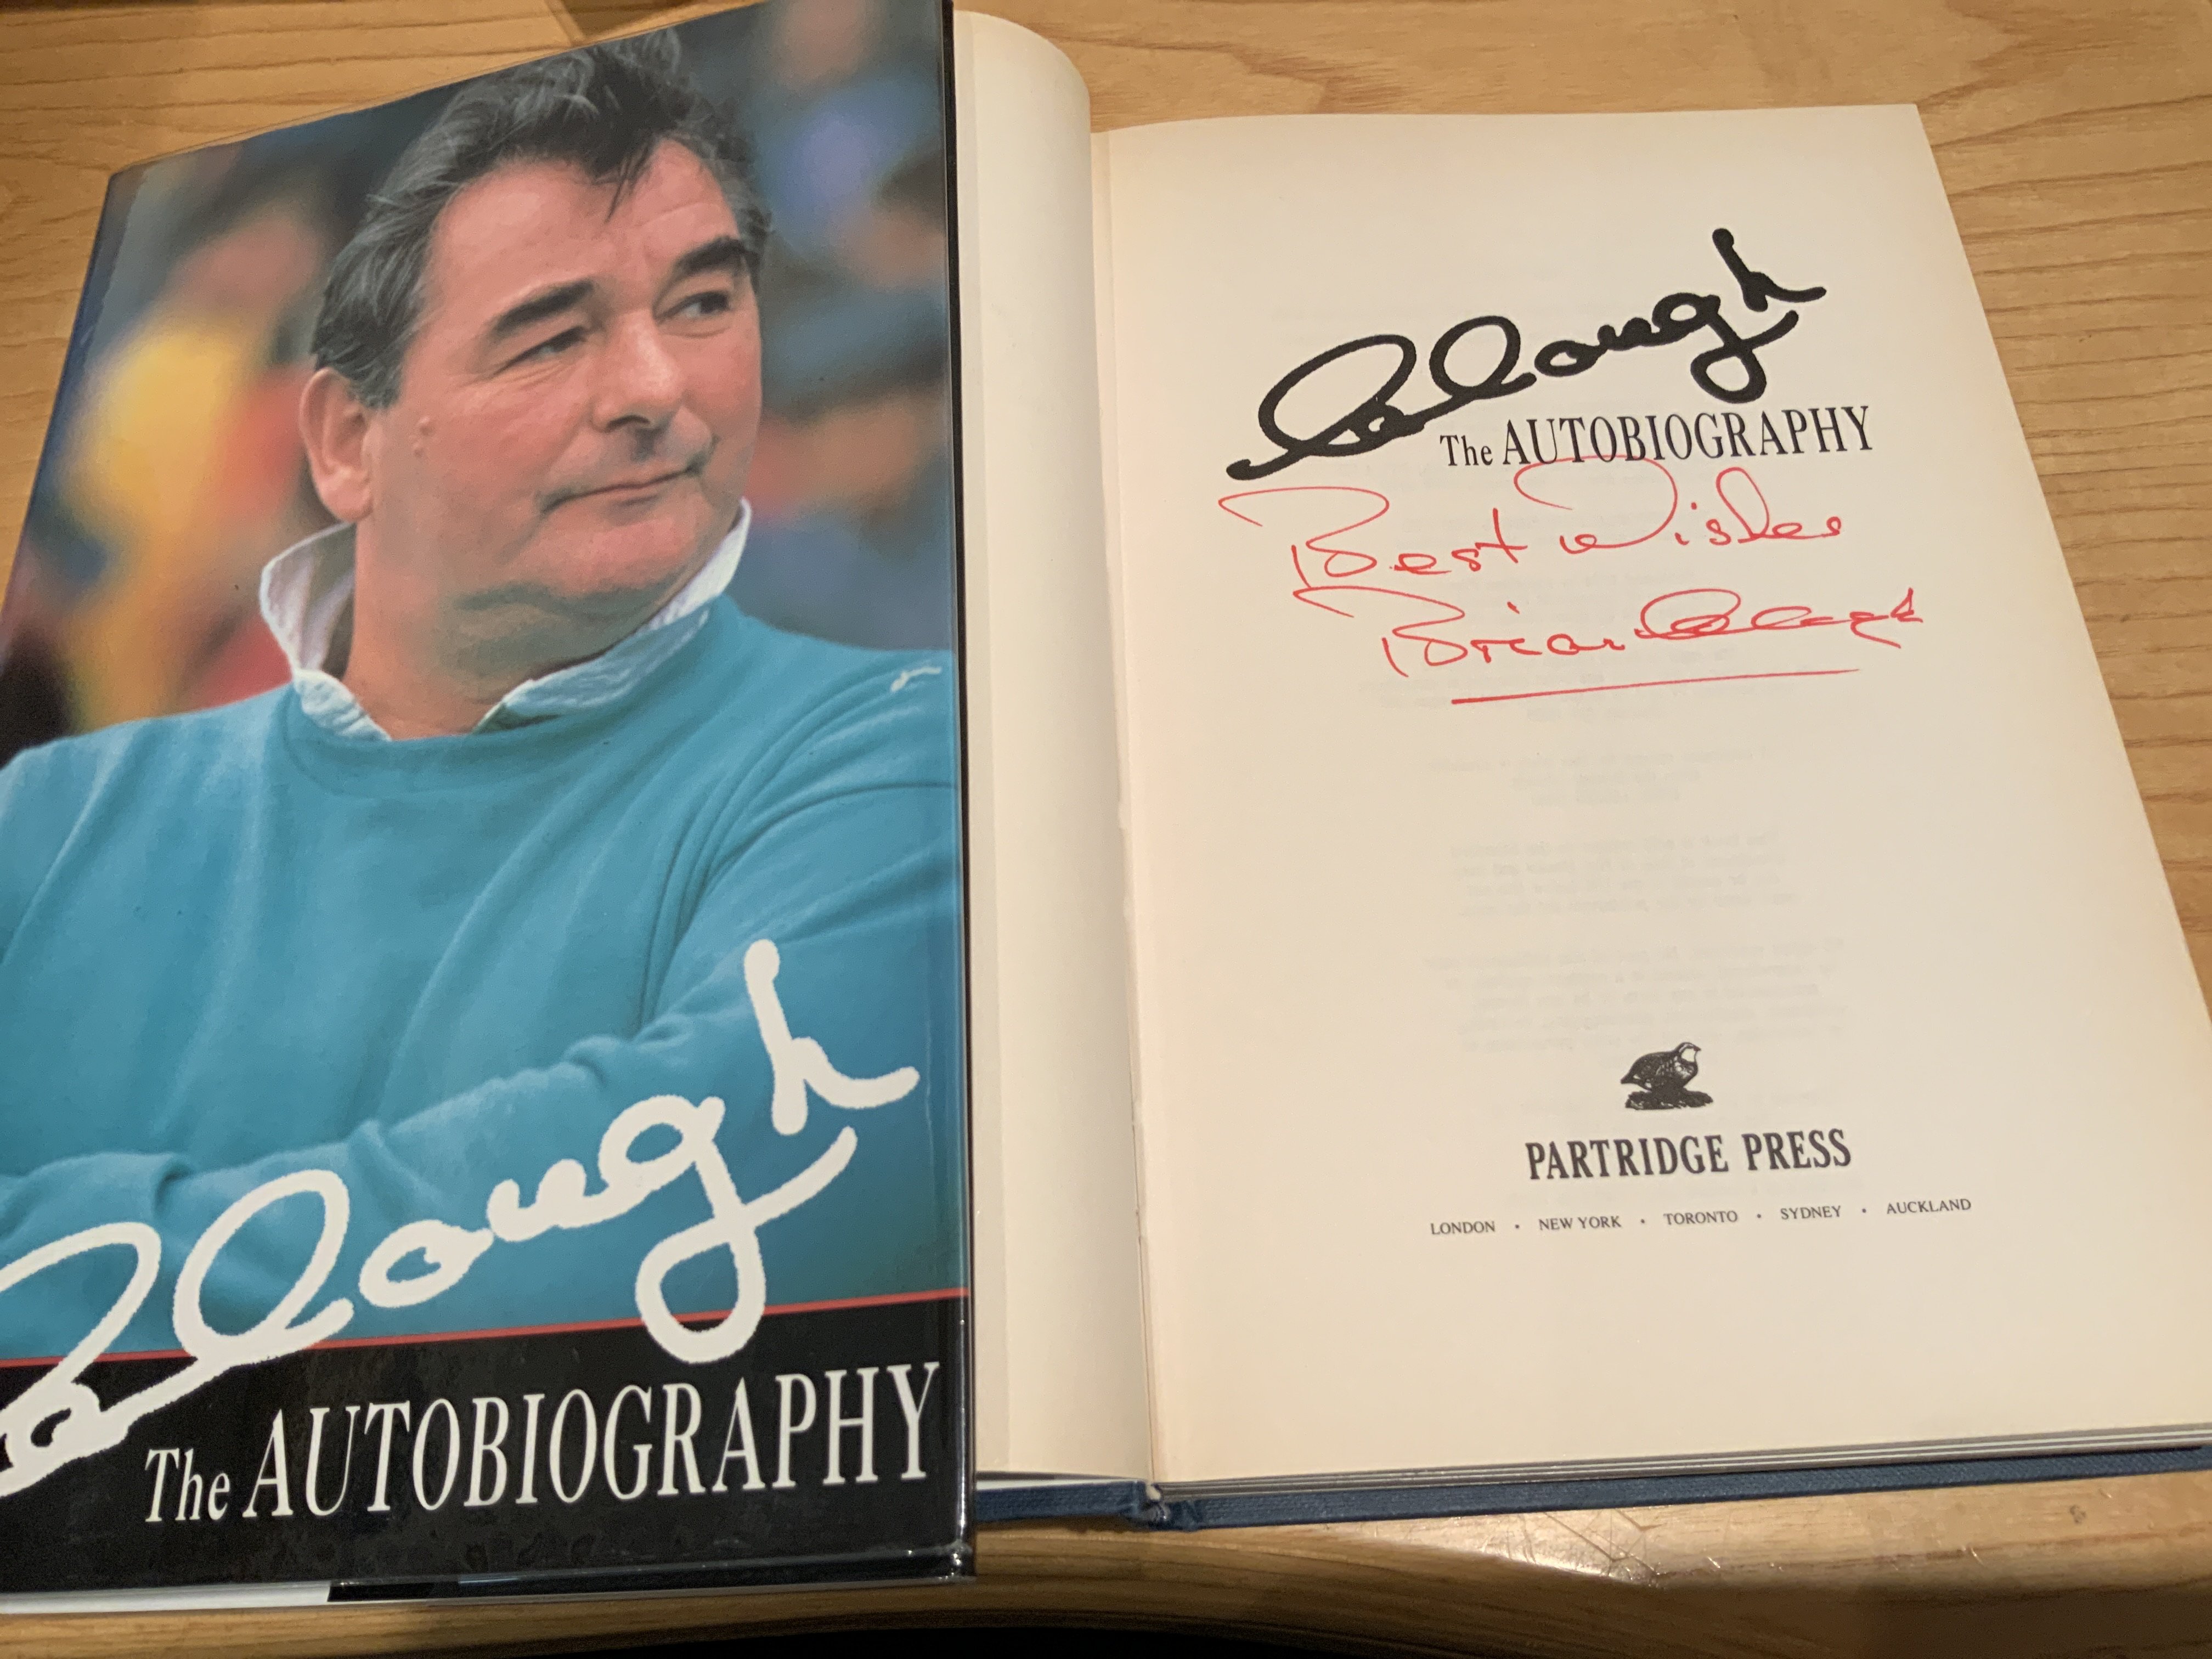 Clough
The AUTOBIOGRAPHY
Clough
The AUTOBIOGRAPHY
Best Wishes
Brian Clough
PARTRIDGE PRESS
LONDON · NEW YORK · TORONTO · SYDNEY · AUCKLAND